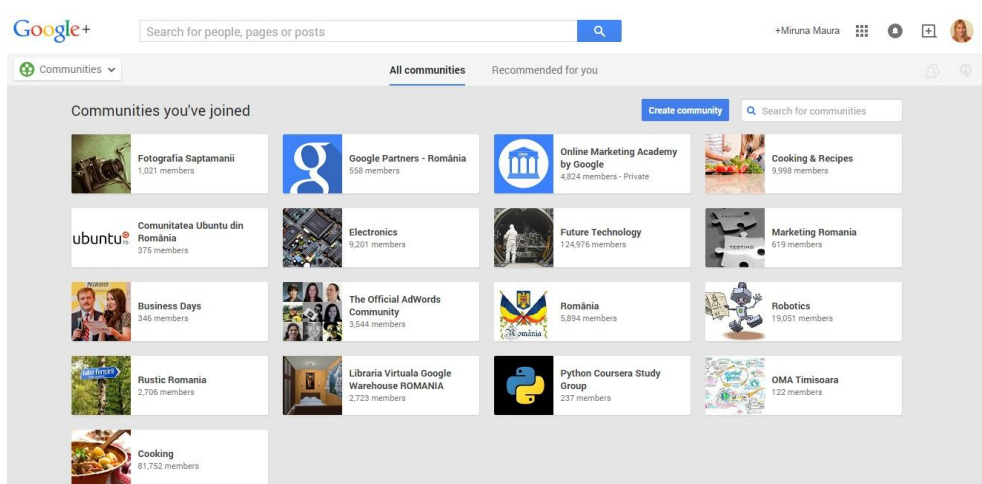 Google+
Search for people, pages or posts
+Miruna Maura
Communities
All communities
Recommended for you
Communities you've joined
Create community
Search for communities
Fotografia Saptamanii
1,021 members
Google Partners - România
558 members
Online Marketing Academy
by Google
4,824 members - Private
Cooking & Recipes
9,998 members
ubuntu
Comunitatea Ubuntu din
România
375 members
Electronics
9,201 members
Future Technology
124,976 members
TESTING
Marketing Romania
619 members
Nikon
Business Days
346 members
The Official AdWords
Community
3,544 members
România
România
5,894 members
Robotics
19,051 members
Rustic Romania
2,706 members
Libraria Virtuala Google
Warehouse ROMANIA
2,723 members
Python Coursera Study
Group
237 members
OMA Timisoara
122 members
Cooking
81,752 members